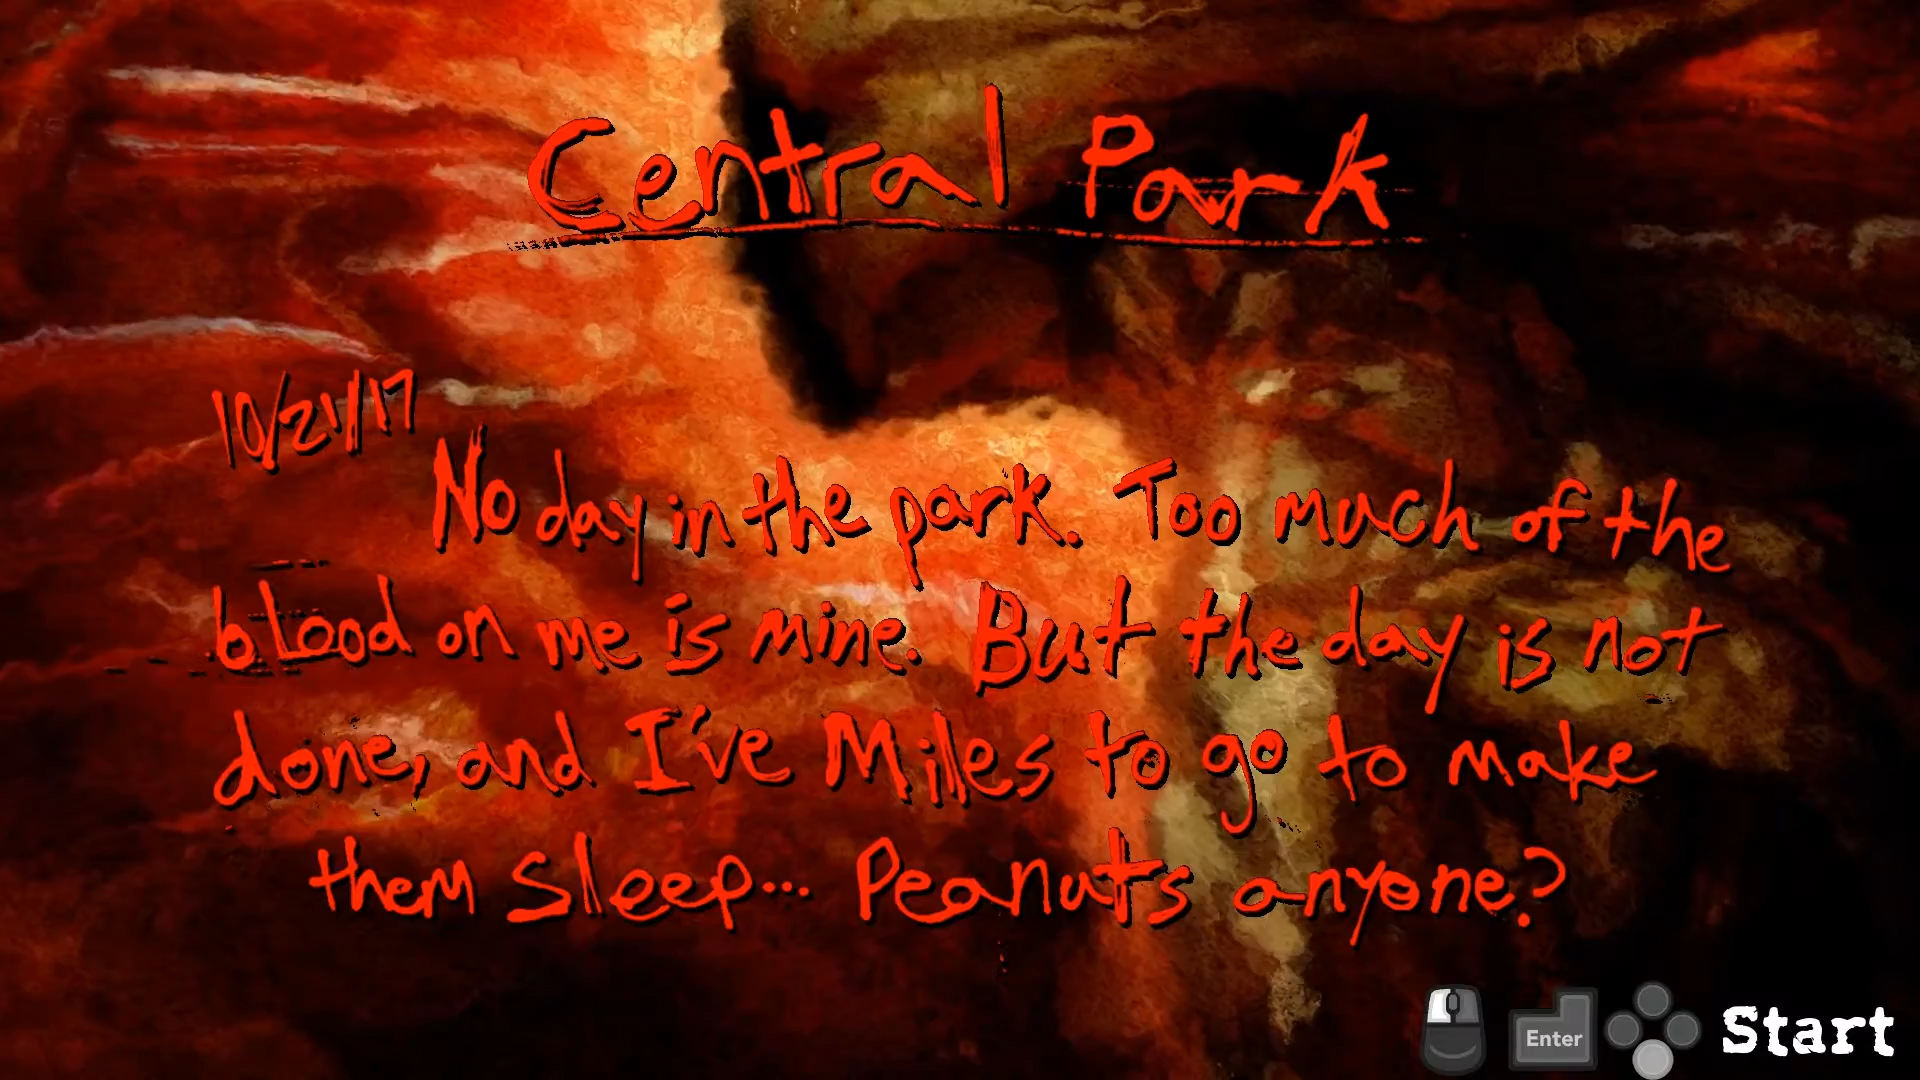 Central Park
10/21/17
No day in the park. Too much of the
blood on me is mine. But the day is not
done, and I've Miles to go to make
them sleep... Peanuts anyone?
Enter
Start